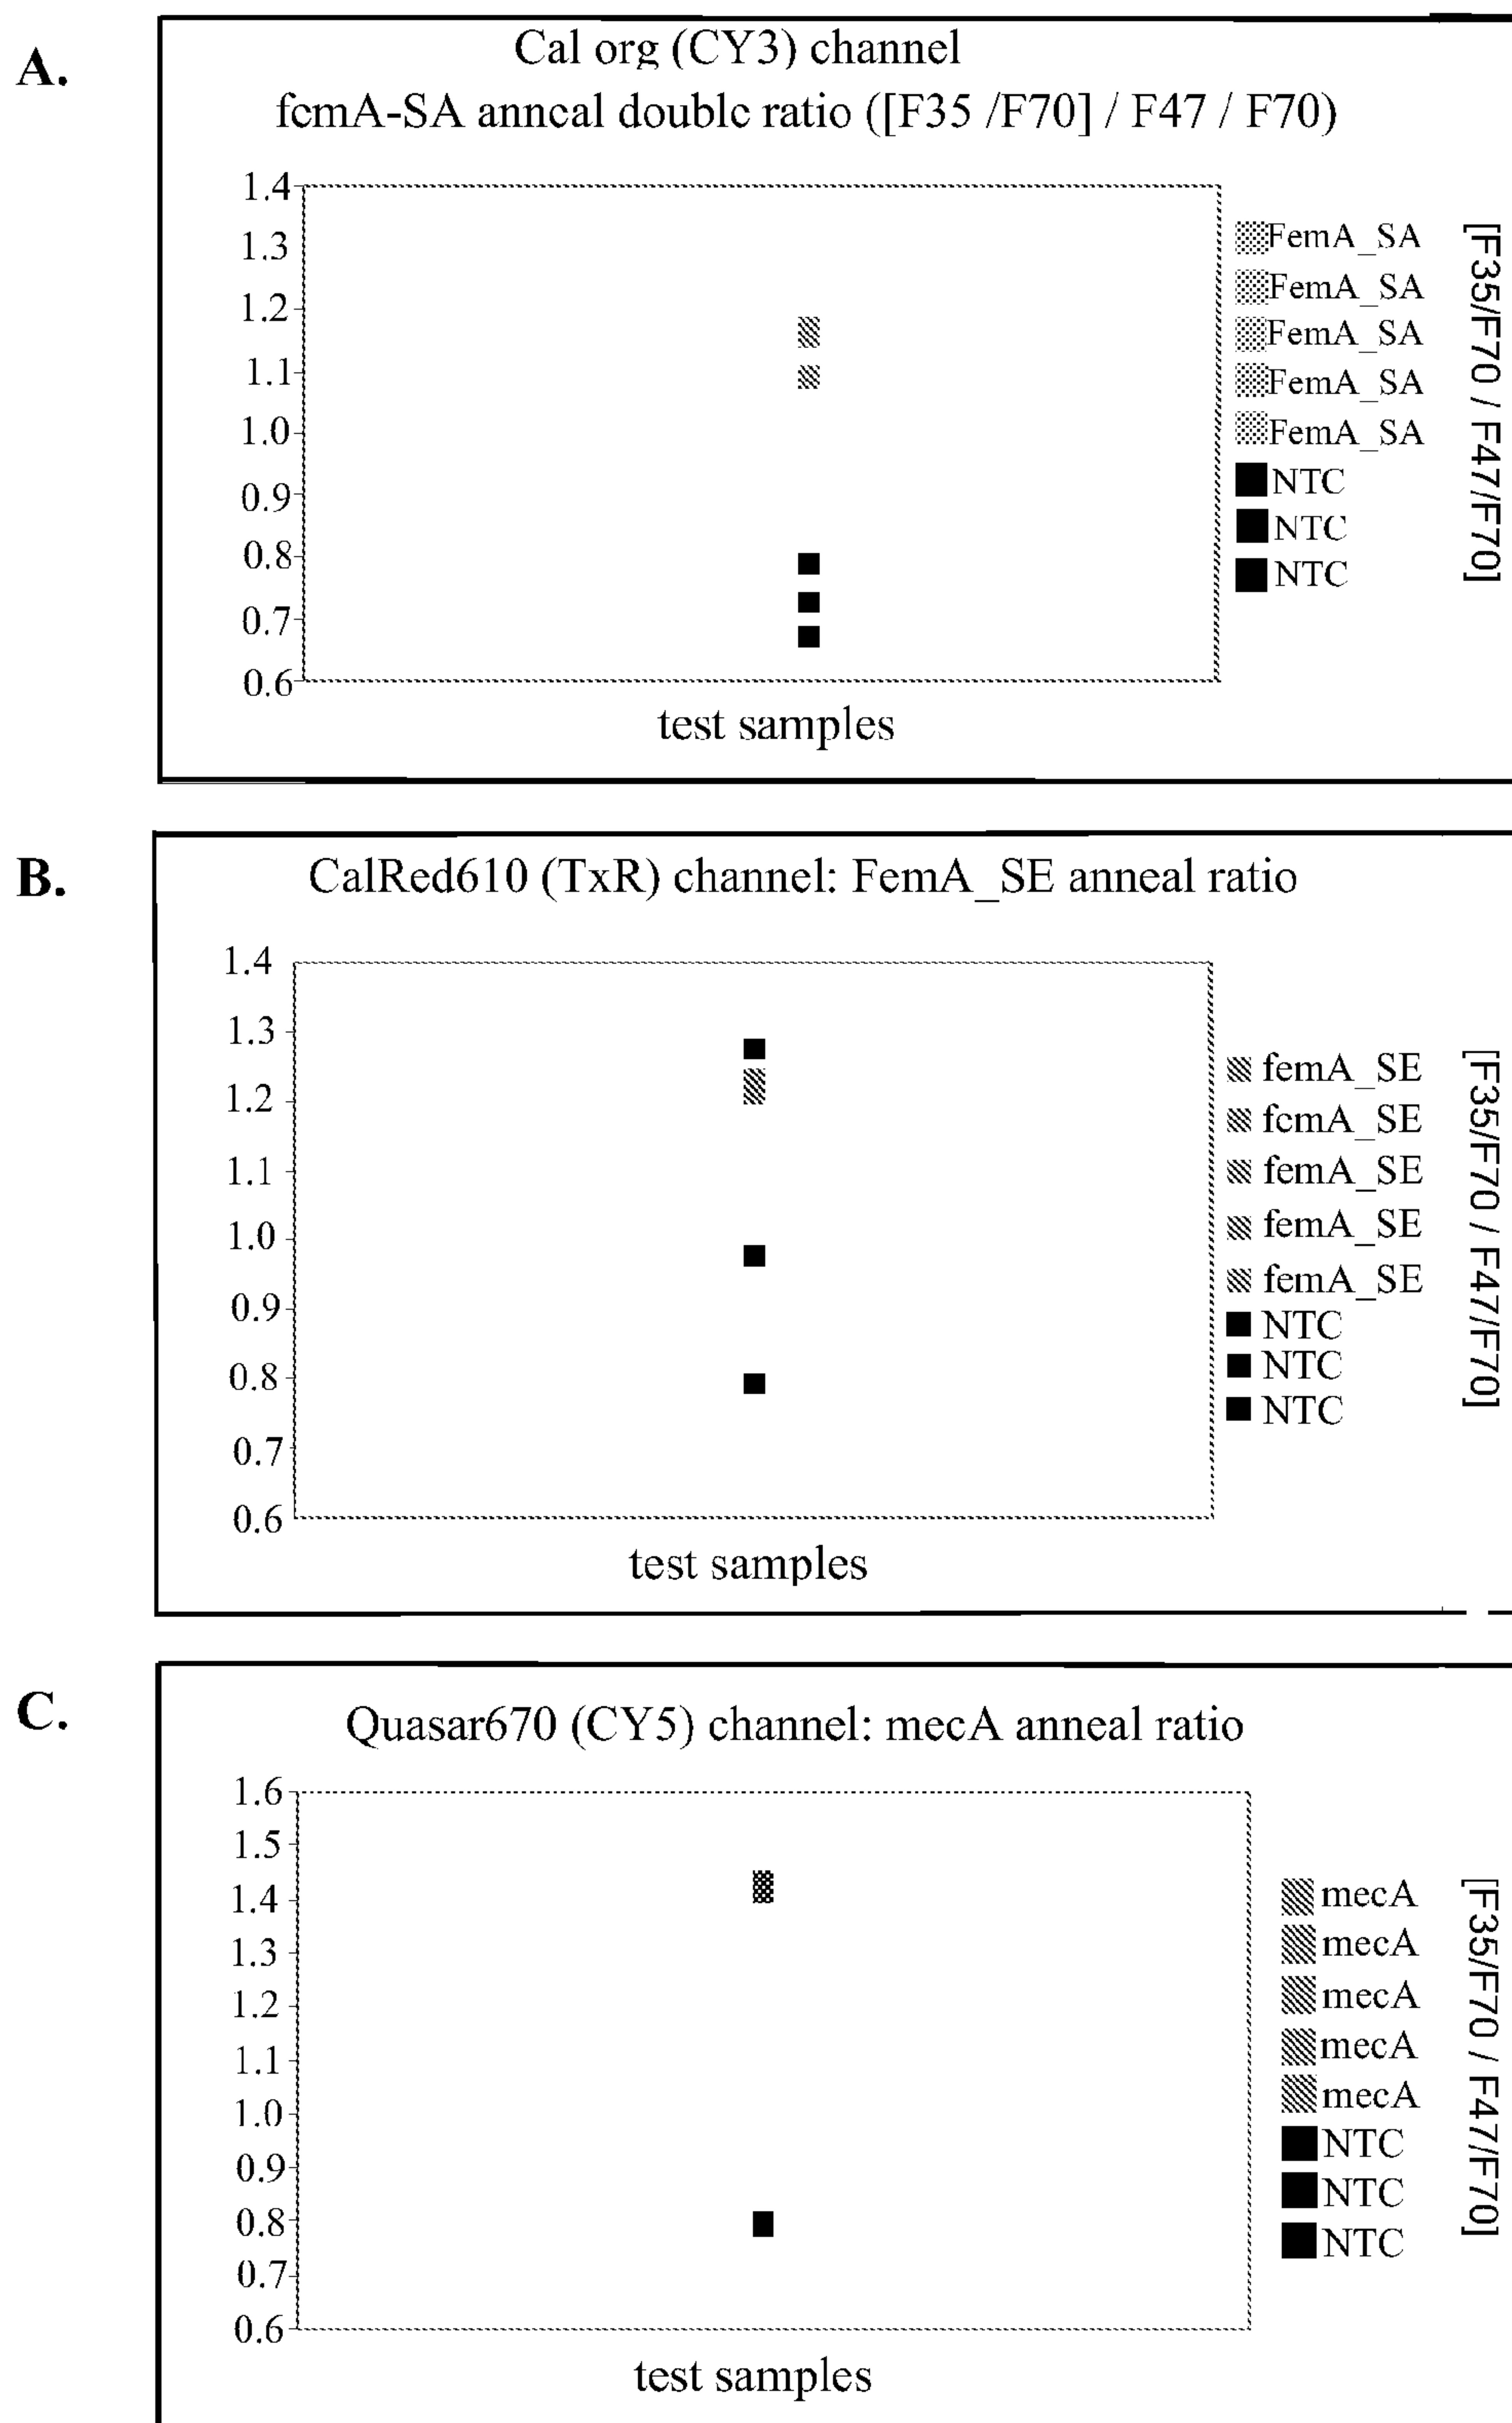 A.
Cal org (CY3) channel
femA-SA anneal double ratio ([F35 /F70] / F47 / F70)
1.4
1.3
1.2
1.1
1.0
0.9
0.8
0.7
0.6
test samples
FemA_SA
FemA_SA
FemA_SA
FemA_SA
FemA_SA
NTC
NTC
NTC
[F35/F70 / F47/F70]
B.
CalRed610 (TxR) channel: FemA_SE anneal ratio
1.4
1.3
1.2
1.1
1.0
0.9
0.8
0.7
0.6
test samples
femA_SE
femA_SE
femA_SE
femA_SE
femA_SE
NTC
NTC
NTC
[F35/F70 / F47/F70]
C.
Quasar670 (CY5) channel: mecA anneal ratio
1.6
1.5
1.4
1.3
1.2
1.1
1.0
0.9
0.8
0.7
0.6
test samples
mecA
mecA
mecA
mecA
mecA
NTC
NTC
NTC
[F35/F70 / F47/F70]